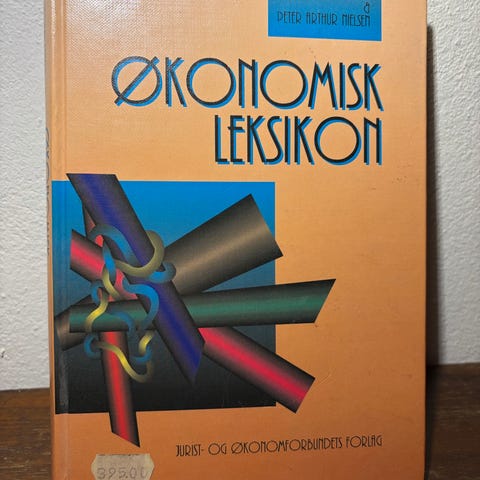 & 
PETER ARTHUR NIELSEN
ØKONOMISK
LEKSIKON
JURIST- OG ØKONOMFORBUNDETS FORLAG
395.00